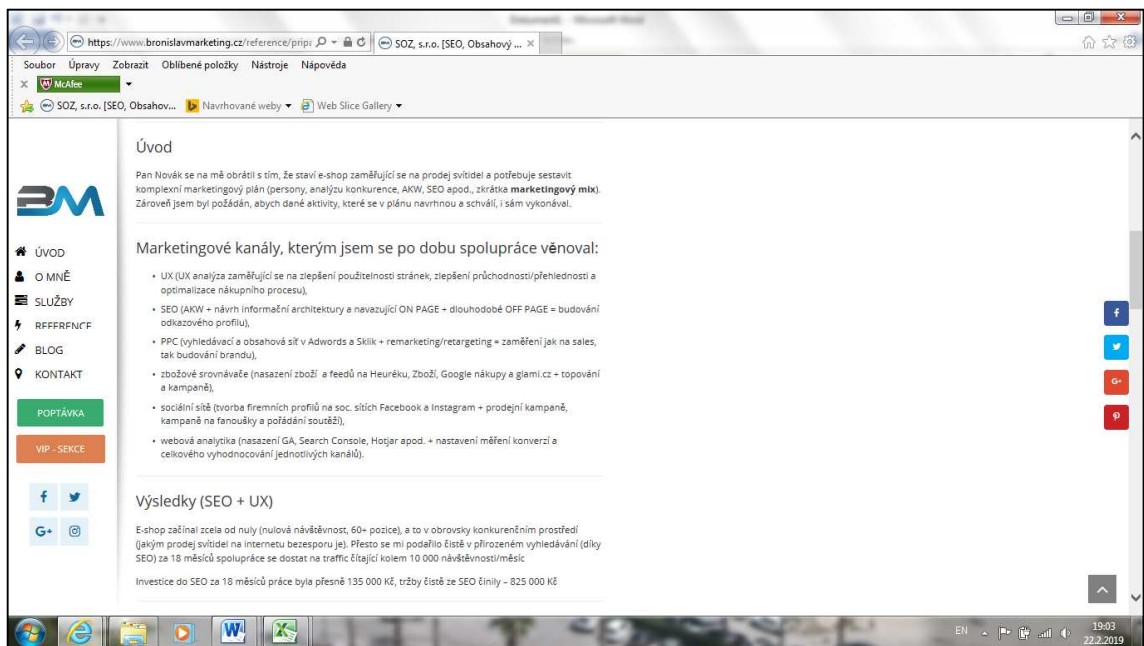 https://www.bronislavmarketing.cz/reference/prip
SOZ, s.r.o. [SEO, Obsahový ...
Soubor Úpravy Zobrazit Oblíbené položky Nástroje Nápověda
x McAfee
SOZ, s.r.o. [SEO, Obsahov... Navrhované weby Web Slice Gallery
BM
ÚVOD
O MNĚ
SLUŽBY
REFERENCE
BLOG
KONTAKT
POPTÁVKA
VIP - SEKCE
G+
Úvod
Pan Novák se na mě obrátil s tím, že staví e-shop zaměřující se na prodej svítidel a potřebuje sestavit
komplexní marketingový plán (persony, analýzu konkurence, AKW, SEO apod., zkrátka marketingový mix).
Zároveň jsem byl požádán, abych dané aktivity, které se v plánu navrhnou a schválí, i sám vykonával.
Marketingové kanály, kterým jsem se po dobu spolupráce věnoval:
• UX (UX analýza zaměřující se na zlepšení použitelnosti stránek, zlepšení průchodnosti/přehlednosti a
optimalizace nákupního procesu),
• SEO (AKW + návrh informační architektury a navazující ON PAGE + dlouhodobé OFF PAGE = budování
odkazového profilu),
• PPC (vyhledávací a obsahová síť v Adwords a Sklik + remarketing/retargeting = zaměření jak na sales,
tak budování brandu),
• zbožové srovnávače (nasazení zboží a feedů na Heuréku, Zboží, Google nákupy a glami.cz + topování
a kampaně),
• sociální sítě (tvorba firemních profilů na soc. sítích Facebook a Instagram + prodejní kampaně,
kampaně na fanoušky a pořádání soutěží),
• webová analytika (nasazení GA, Search Console, Hotjar apod. + nastavení měření konverzí a
celkového vyhodnocování jednotlivých kanálů).
Výsledky (SEO + UX)
E-shop začínal zcela od nuly (nulová návštěvnost, 60+ pozice), a to v obrovsky konkurenčním prostředí
(jakým prodej svítidel na internetu bezesporu je). Přesto se mi podařilo čistě v přirozeném vyhledávání (díky
SEO) za 18 měsíců spolupráce se dostat na traffic čítající kolem 10 000 návštěvnosti/měsíc
Investice do SEO za 18 měsíců práce byla přesně 135 000 Kč, tržby čistě ze SEO činily – 825 000 Kč
G+
EN
19:03
22.2.2019